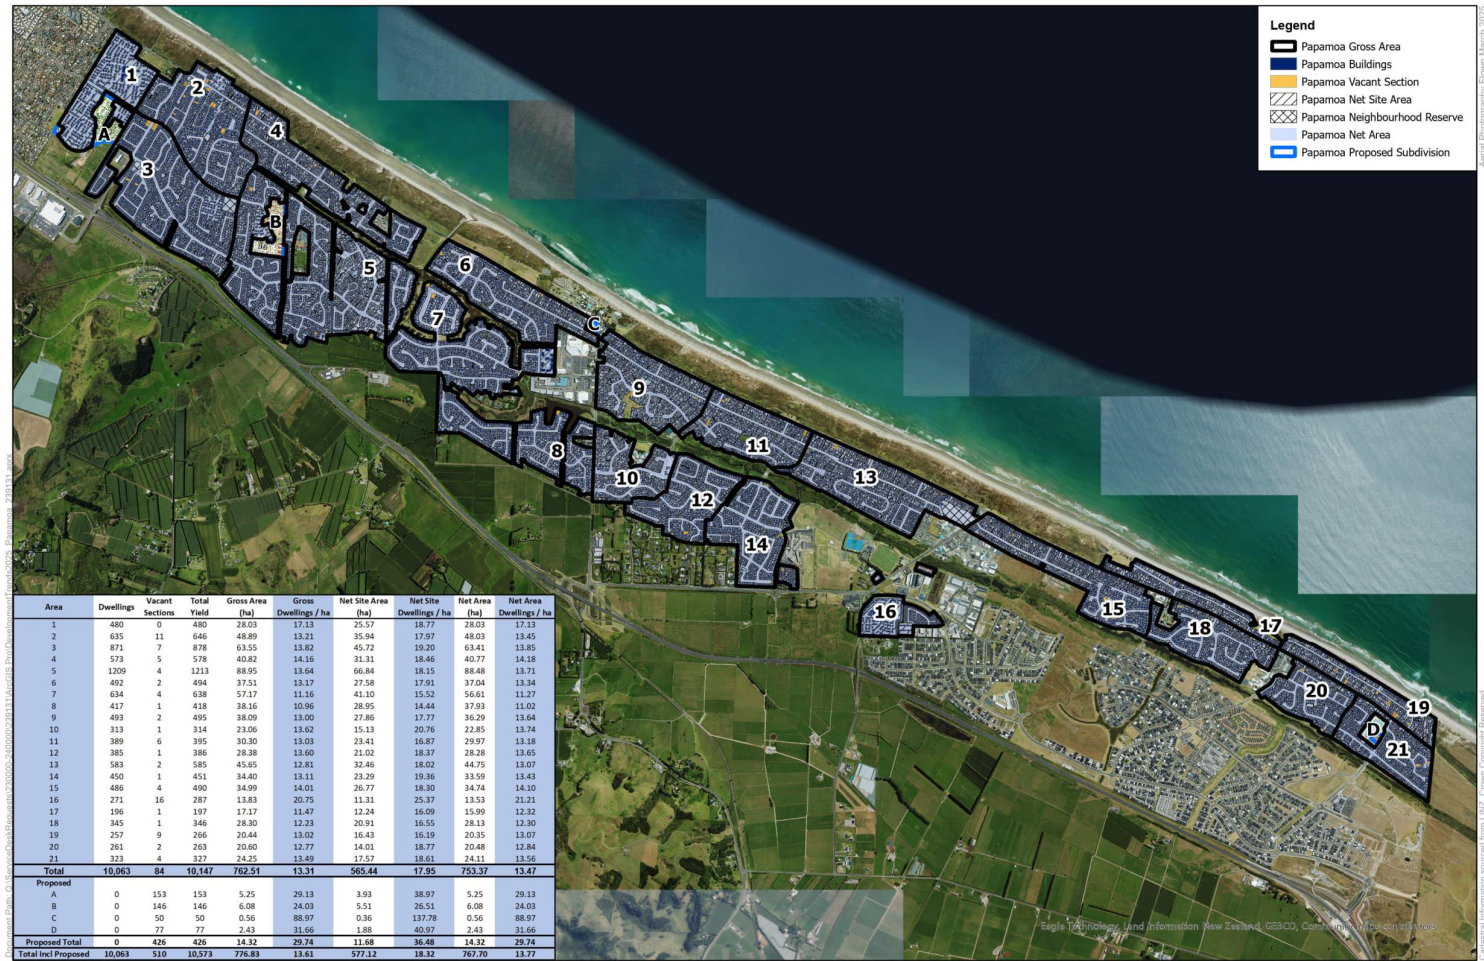 Legend
Papamoa Gross Area
Papamoa Buildings
Papamoa Vacant Section
Papamoa Net Site Area
Papamoa Neighbourhood Reserve
Papamoa Net Area
Papamoa Proposed Subdivision
Aerial Photography Flown March 2025
1
2
4
A
3
B
5
6
7
C
9
8
11
10
13
12
14
15
16
17
18
20
19
D
21
Area Dwellings Vacant Sections Total Yield Gross Area (ha) Gross Dwellings / ha Net Site Area (ha) Net Site Dwellings / ha Net Area (ha) Net Area Dwellings / ha
1 480 0 480 28.03 17.13 25.57 18.77 28.03 17.13
2 635 11 646 48.89 13.21 35.94 17.97 48.03 13.45
3 871 7 878 63.55 13.82 45.72 19.20 63.41 13.85
4 573 5 578 40.82 14.16 31.31 18.46 40.77 14.18
5 1209 4 1213 88.95 13.64 66.84 18.15 88.48 13.71
6 492 2 494 37.51 13.17 27.58 17.91 37.04 13.34
7 634 4 638 57.17 11.16 41.10 15.52 56.61 11.27
8 417 1 418 38.16 10.96 28.95 14.44 37.93 11.02
9 493 2 495 38.09 13.00 27.86 17.77 36.29 13.64
10 313 1 314 23.06 13.62 15.13 20.76 22.85 13.74
11 389 6 395 30.30 13.03 23.41 16.87 29.97 13.18
12 385 1 386 28.38 13.60 21.02 18.37 28.28 13.65
13 583 2 585 45.65 12.81 32.46 18.02 44.75 13.07
14 450 1 451 34.40 13.11 23.29 19.36 33.59 13.43
15 486 4 490 34.99 14.01 26.77 18.30 34.74 14.10
16 271 16 287 13.83 20.75 11.31 25.37 13.53 21.21
17 196 1 197 17.17 11.47 12.24 16.09 15.99 12.32
18 345 1 346 28.30 12.23 20.91 16.55 28.13 12.30
19 257 9 266 20.44 13.02 16.43 16.19 20.35 13.07
20 261 2 263 20.60 12.77 14.01 18.77 20.48 12.84
21 323 4 327 24.25 13.49 17.57 18.61 24.11 13.56
Total 10,063 84 10,147 762.51 13.31 565.44 17.95 753.37 13.47
Proposed
A 0 153 153 5.25 29.13 3.93 38.97 5.25 29.13
B 0 146 146 6.08 24.03 5.51 26.51 6.08 24.03
C 0 50 50 0.56 88.97 0.36 137.78 0.56 88.97
D 0 77 77 2.43 31.66 1.88 40.97 2.43 31.66
Proposed Total 0 426 426 14.32 29.74 11.68 36.48 14.32 29.74
Total Incl Proposed 10,063 510 10,573 776.83 13.61 577.12 18.32 767.70 13.77
Eagle Technology, Land Information New Zealand, GEBCO, Community maps contributors